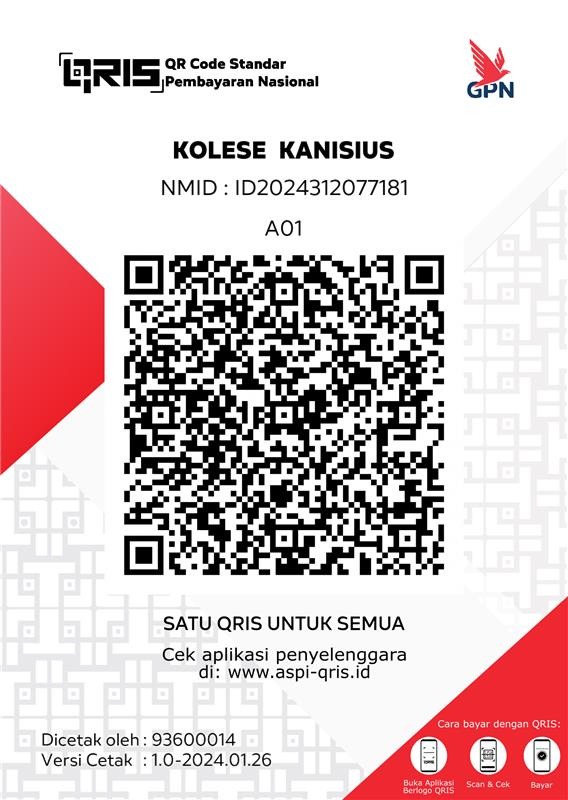 QRIS QR Code Standar
Pembayaran Nasional
GPN
KOLESE KANISIUS
NMID : ID2024312077181
A01
SATU QRIS UNTUK SEMUA
Cek aplikasi penyelenggara
di: www.aspi-qris.id
Dicetak oleh : 93600014
Versi Cetak : 1.0-2024.01.26
Cara bayar dengan QRIS:
Buka Aplikasi
Berlogo QRIS
Scan & Cek
Bayar